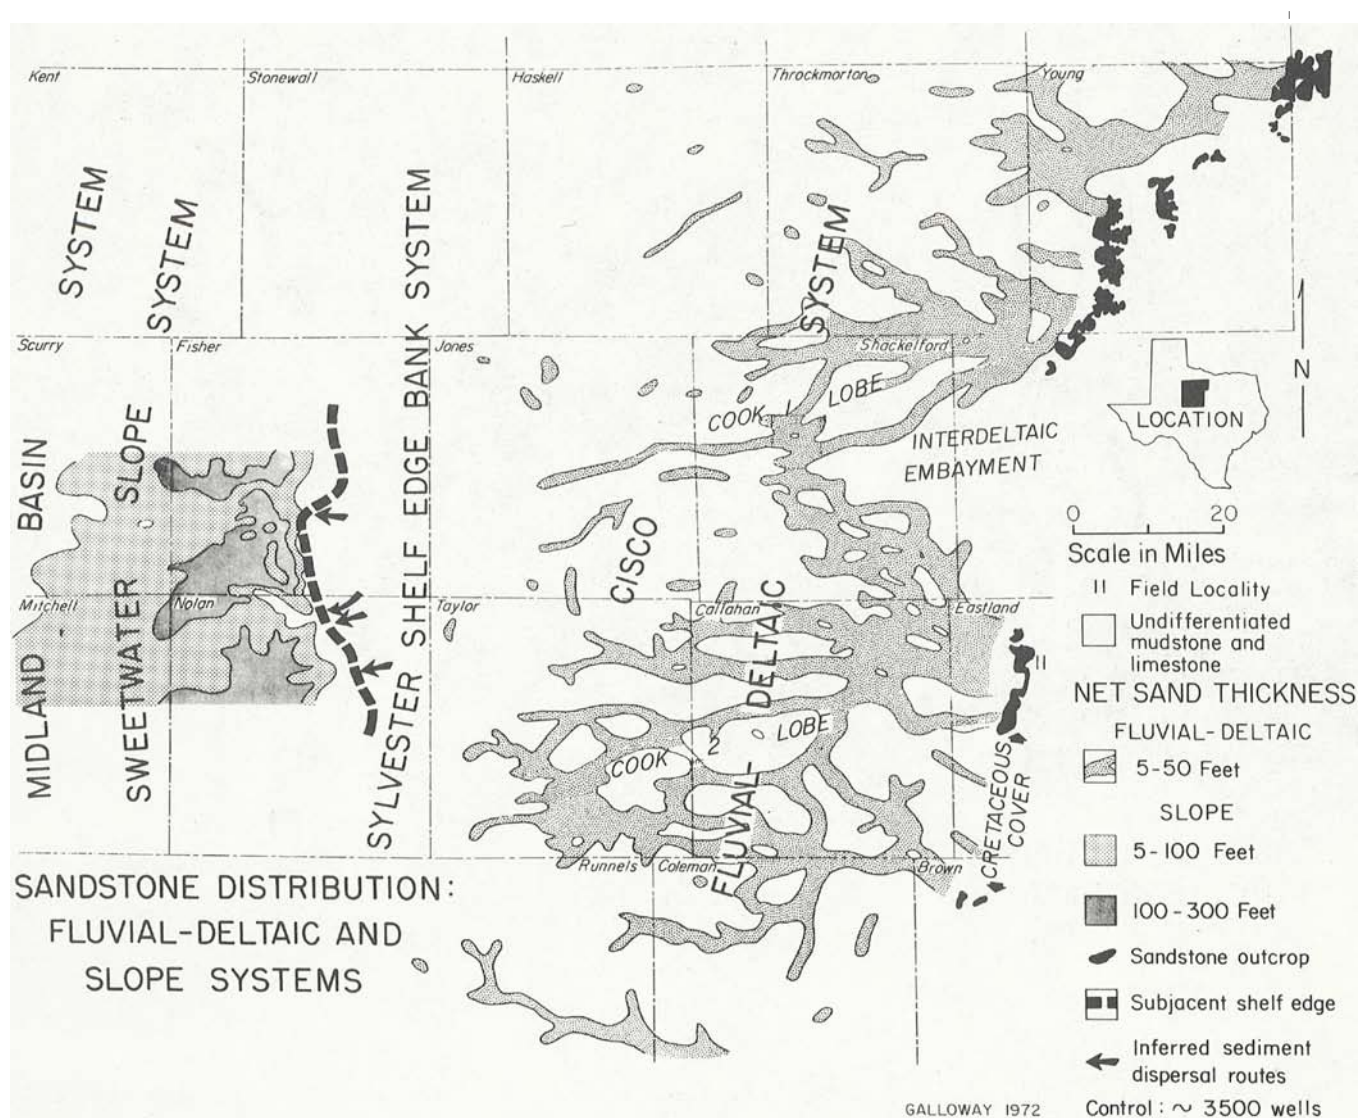 Kent
Stonewall
Haskell
Throckmorton
Young
SYSTEM
SYSTEM
SYLVESTER SHELF EDGE BANK SYSTEM
SYSTEM
Scurry
Fisher
Jones
Shackelford
COOK
1
LOBE
INTERDELTAIC
EMBAYMENT
LOCATION
N
MIDLAND BASIN
SWEETWATER SLOPE
CISCO
FLUVIAL- DELTAIC
Mitchell
Nolan
Taylor
Callahan
Eastland
11
COOK
2
LOBE
CRETACEOUS
COVER
Runnels
Coleman
Brown
0 20
Scale in Miles
11 Field Locality
Undifferentiated
mudstone and
limestone
NET SAND THICKNESS
FLUVIAL-DELTAIC
5-50 Feet
SLOPE
5-100 Feet
100-300 Feet
Sandstone outcrop
Subjacent shelf edge
Inferred sediment
dispersal routes
Control: ~ 3500 wells
SANDSTONE DISTRIBUTION:
FLUVIAL-DELTAIC AND
SLOPE SYSTEMS
GALLOWAY 1972